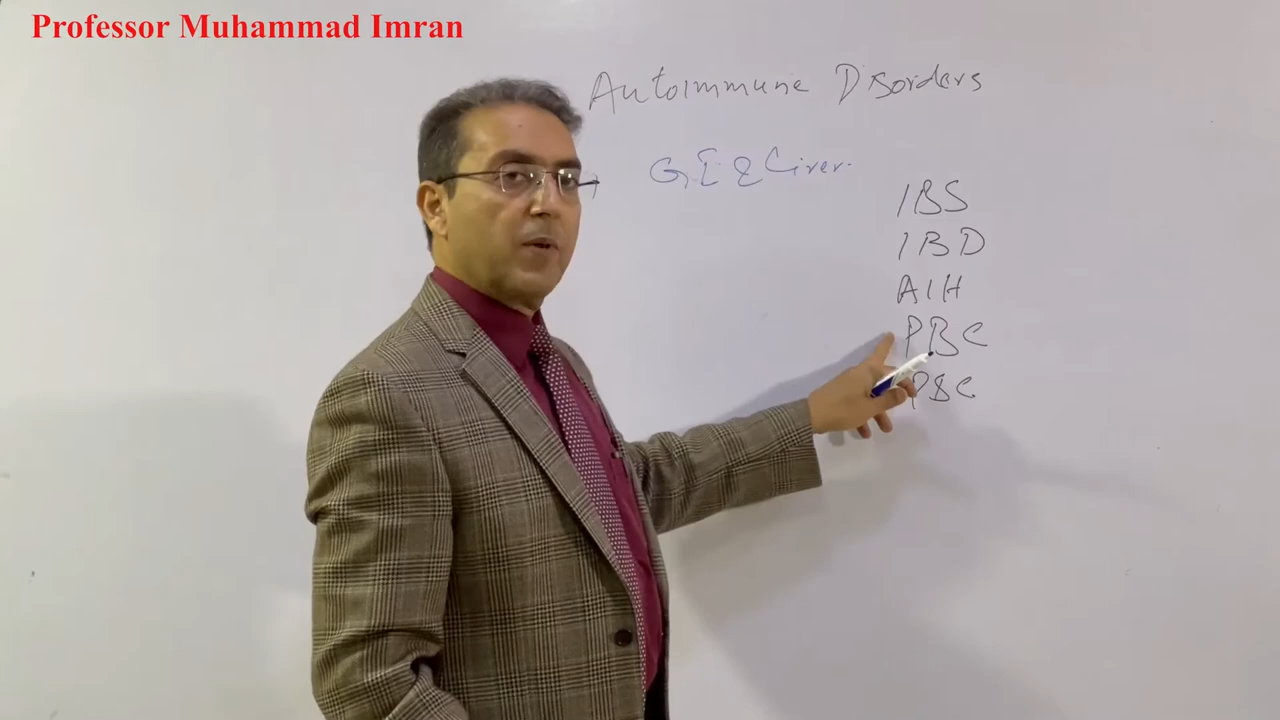 Professor Muhammad Imran
Autoimmune Disorders
GI & Liver.
IBS
IBD
AIH
PBC
PSC